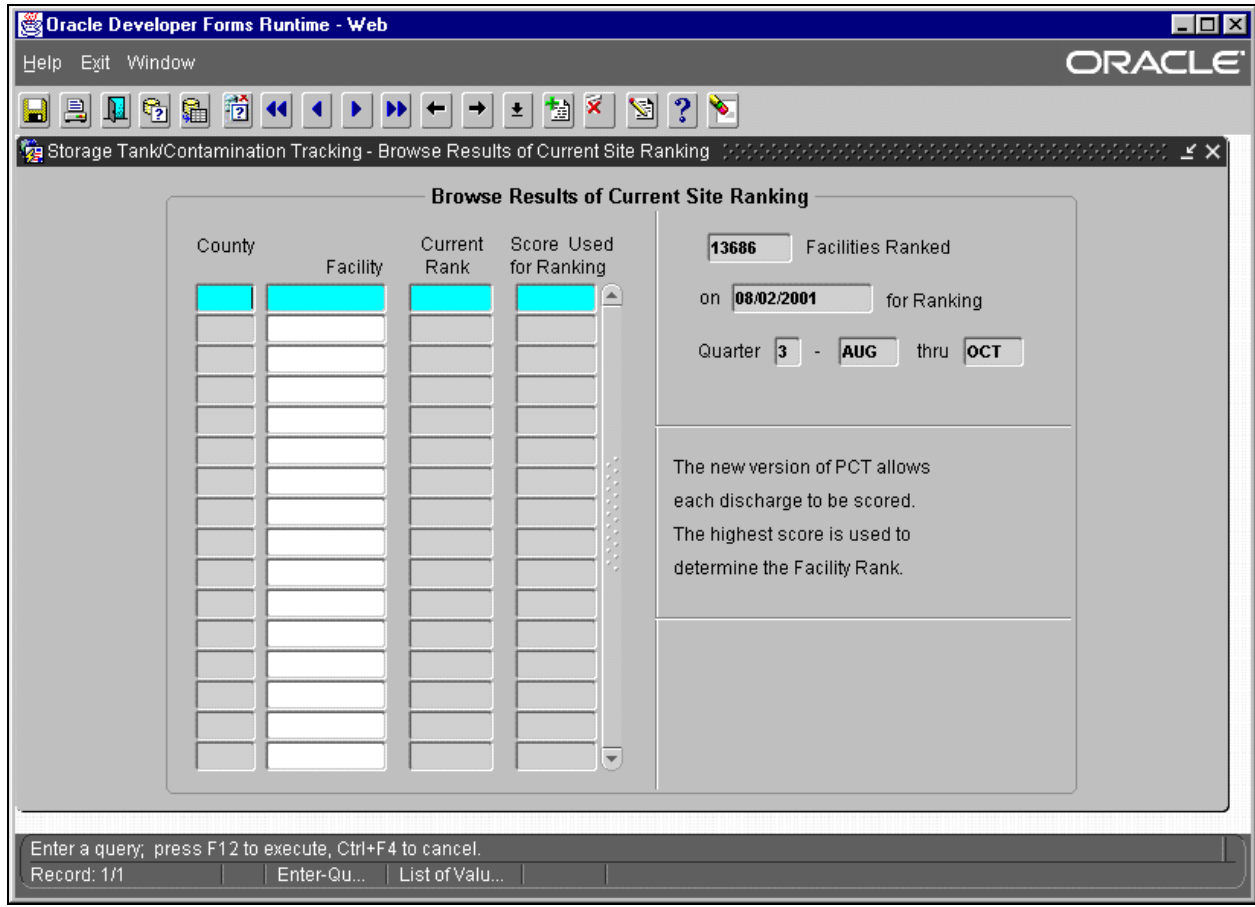 Oracle Developer Forms Runtime - Web
Help Exit Window
ORACLE
Storage Tank/Contamination Tracking - Browse Results of Current Site Ranking
Browse Results of Current Site Ranking
County
Facility
Current
Rank
Score Used
for Ranking
13686 Facilities Ranked
on 08/02/2001 for Ranking
Quarter 3 - AUG thru OCT
The new version of PCT allows
each discharge to be scored.
The highest score is used to
determine the Facility Rank.
Enter a query; press F12 to execute, Ctrl+F4 to cancel.
Record: 1/1 Enter-Qu... List of Valu...